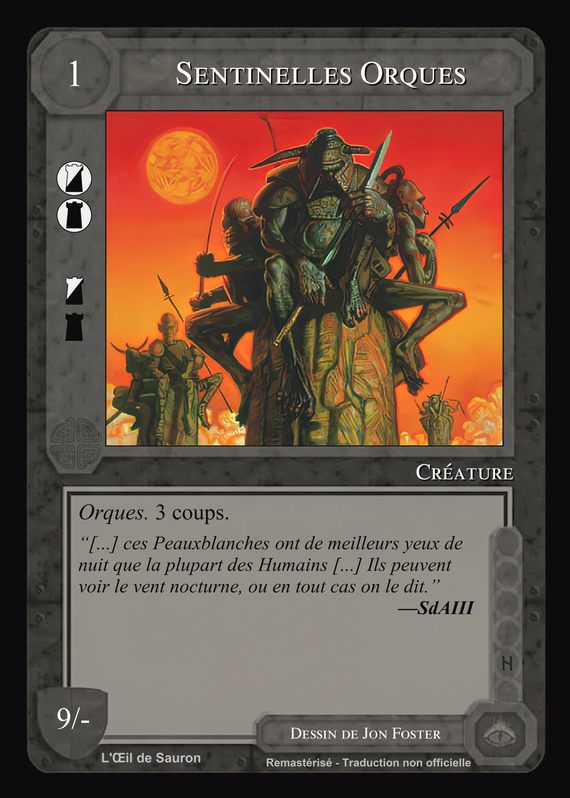 1
SENTINELLES ORQUES
CRÉATURE
Orques. 3 coups.
“[...] ces Peauxblanches ont de meilleurs yeux de
nuit que la plupart des Humains [...] Ils peuvent
voir le vent nocturne, ou en tout cas on le dit.”
—SdAIII
9/-
DESSIN DE JON FOSTER
L'Œil de Sauron
Remastérisé - Traduction non officielle